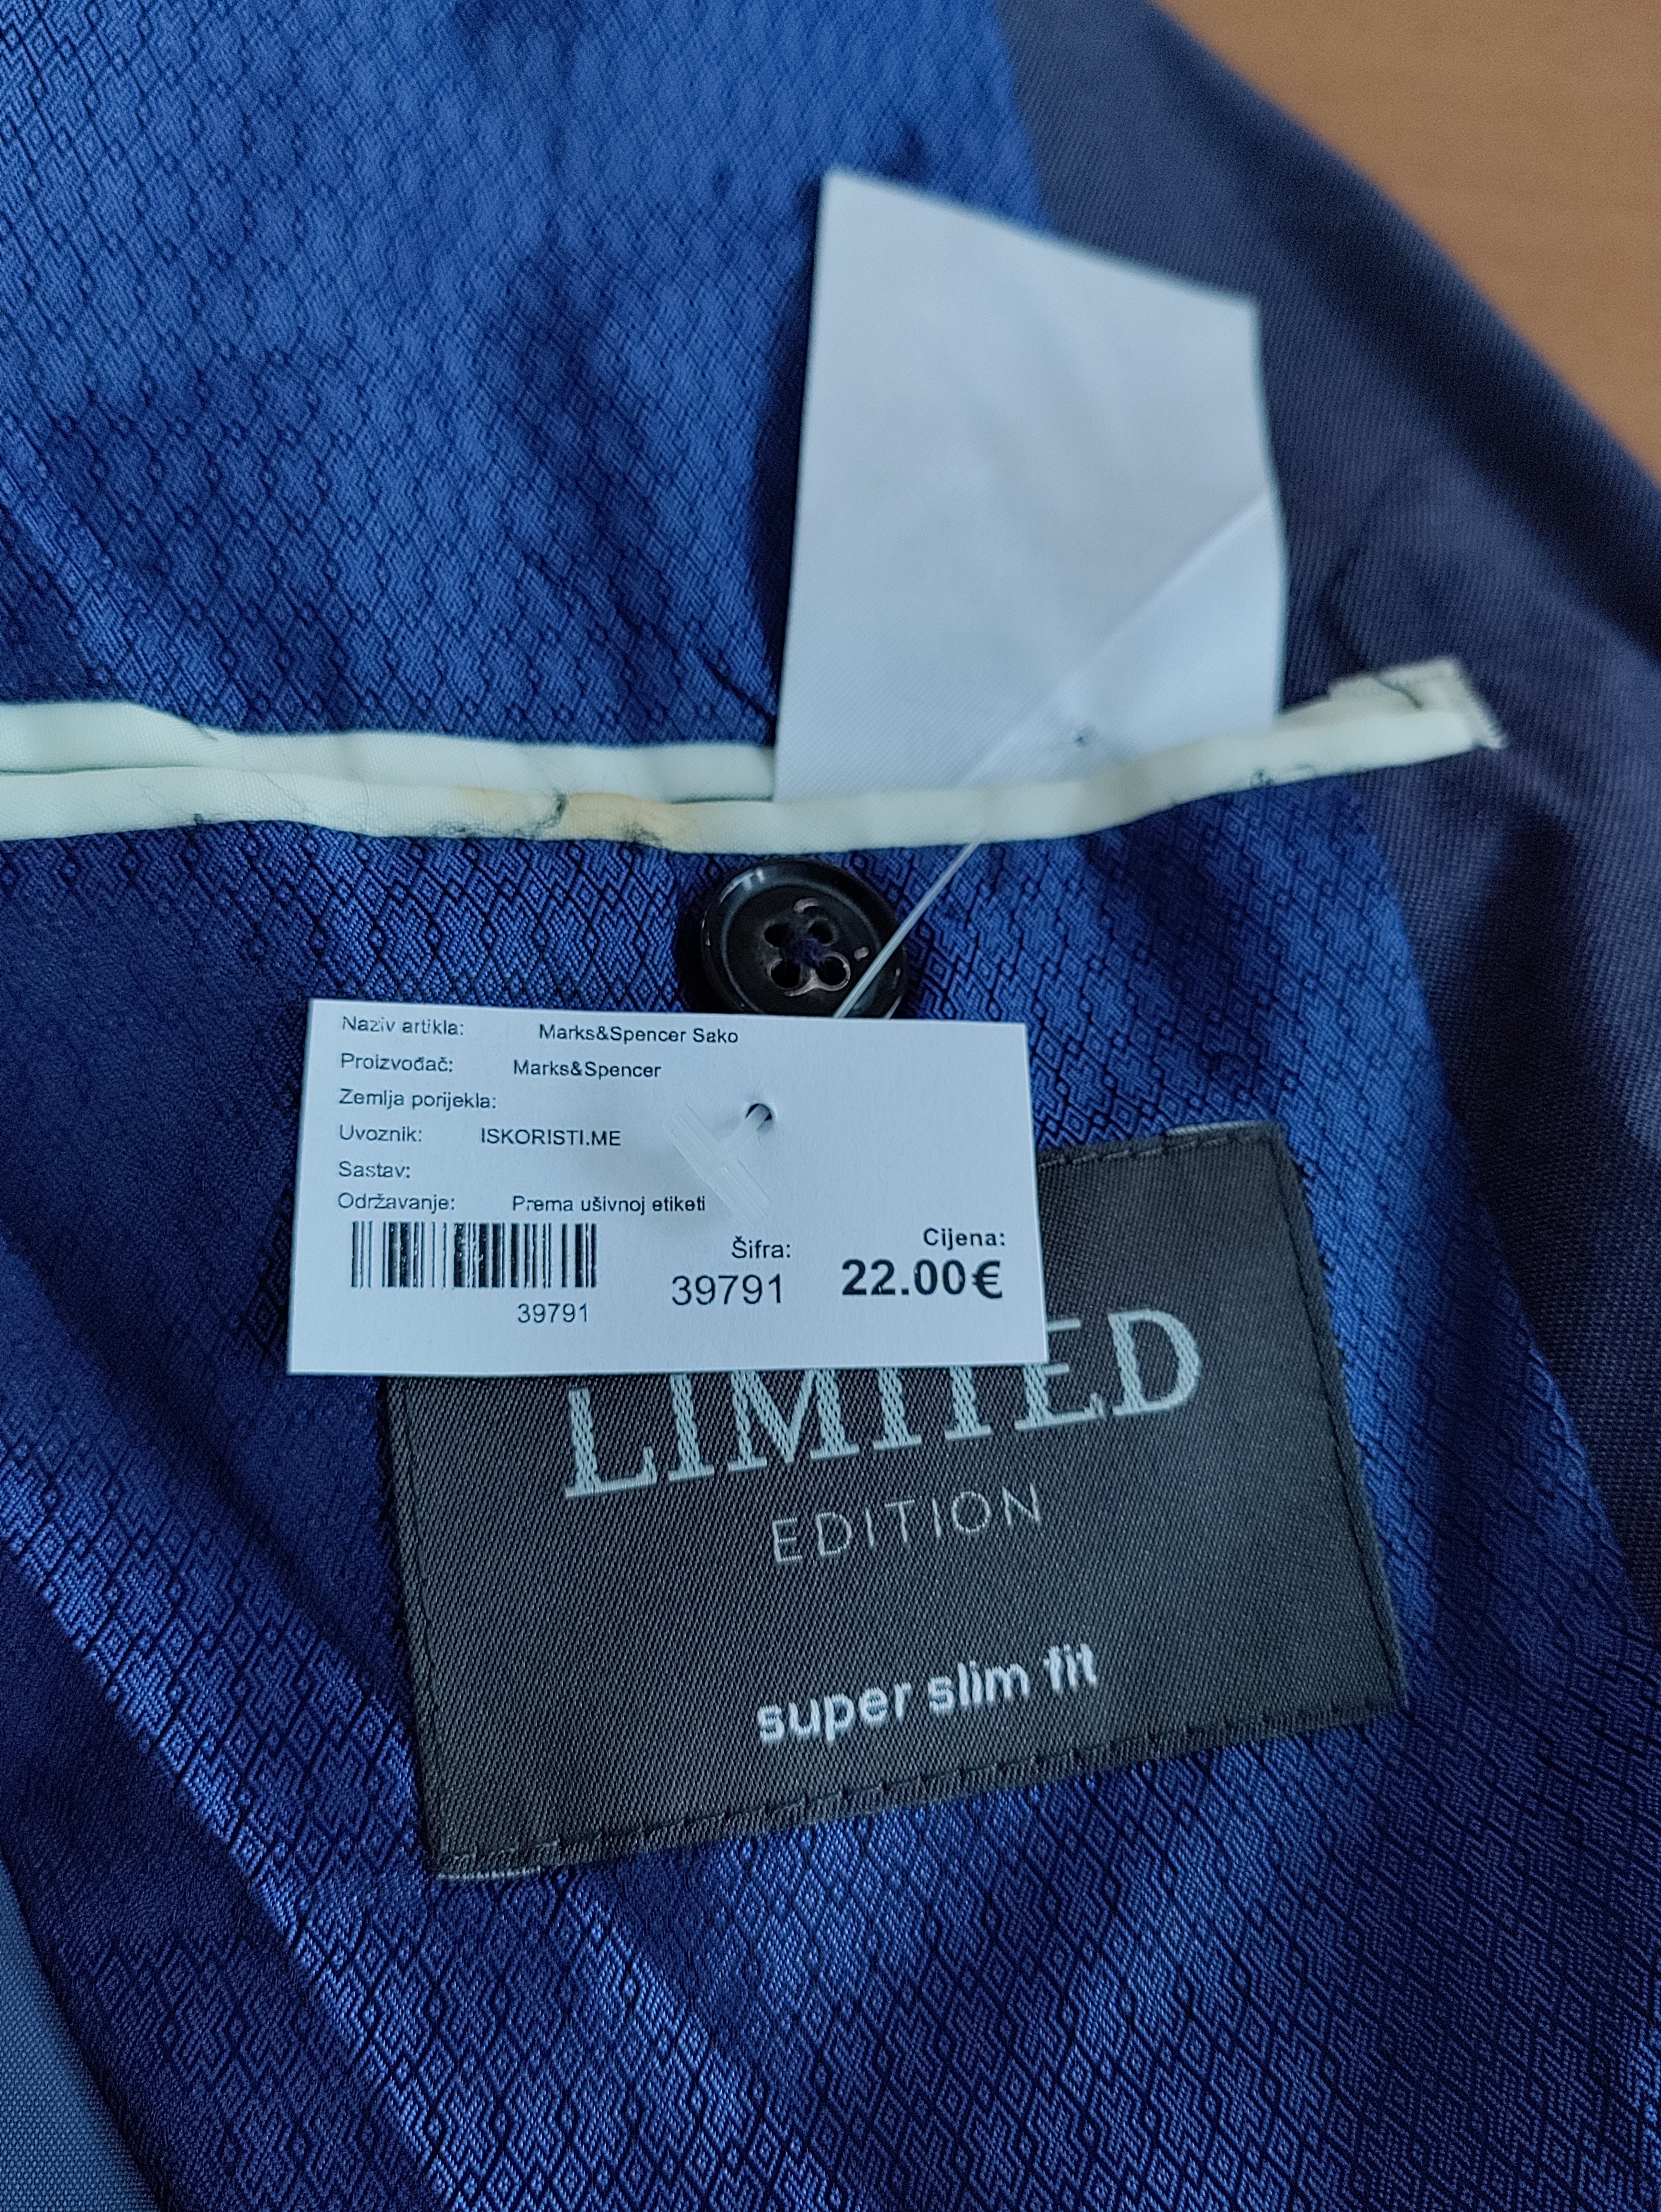 Naziv artikla: Marks&Spencer Sako
Proizvođač: Marks&Spencer
Zemlja porijekla:
Uvoznik: ISKORISTI.ME
Sastav:
Održavanje: Prema ušivnoj etiketi
Šifra: Cijena:
39791 22.00€
39791
LIMITED
EDITION
super slim fit